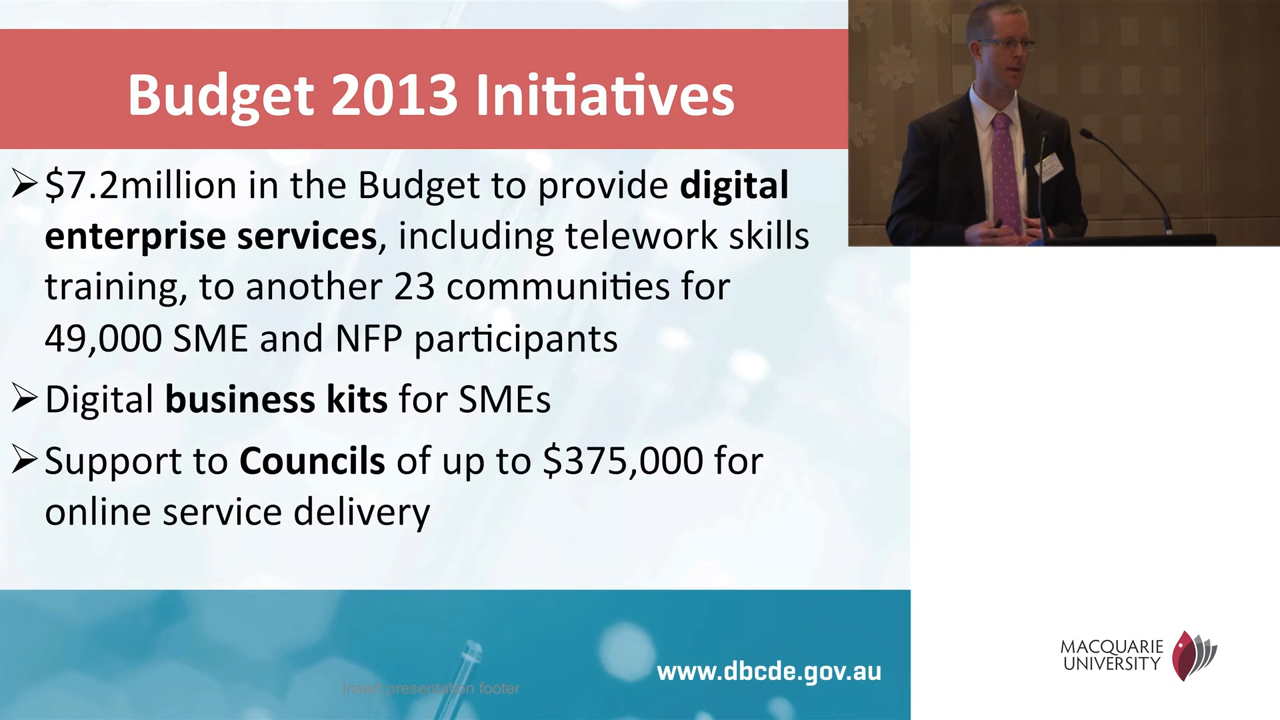 Budget 2013 Initiatives
➢ $7.2million in the Budget to provide digital
enterprise services, including telework skills
training, to another 23 communities for
49,000 SME and NFP participants
➢ Digital business kits for SMEs
➢ Support to Councils of up to $375,000 for
online service delivery
www.dbcde.gov.au
Insert presentation footer
MACQUARIE
UNIVERSITY